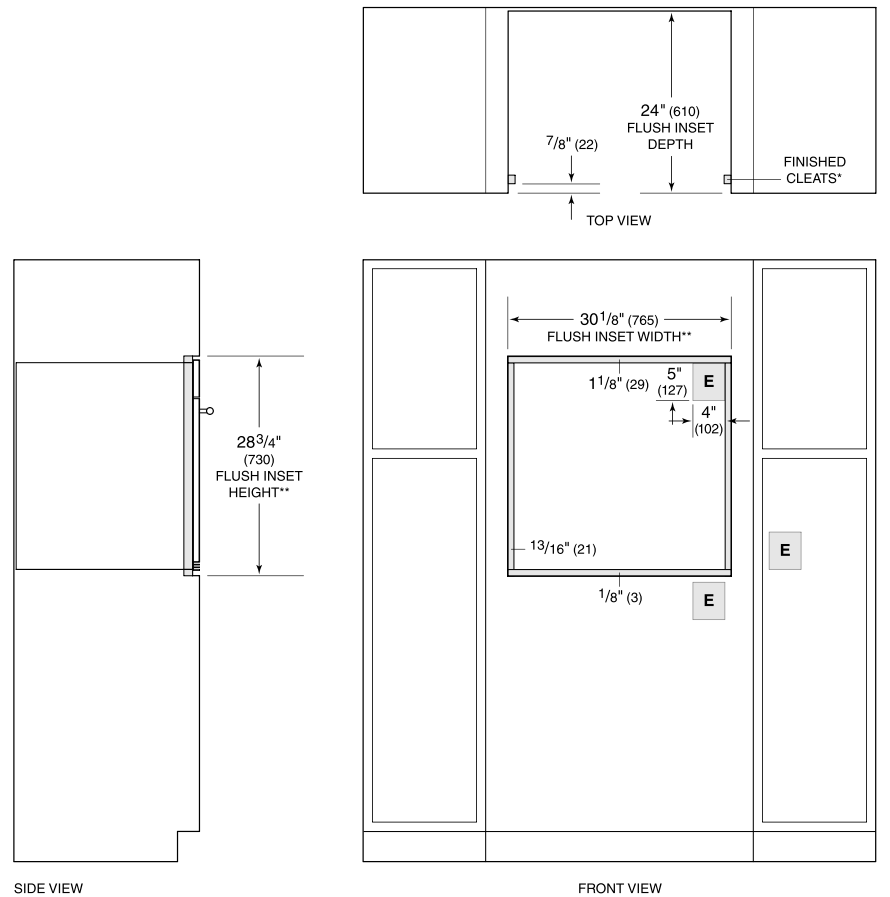 24" (610)
FLUSH INSET
DEPTH
7/8" (22)
FINISHED
CLEATS*
TOP VIEW
30 1/8" (765)
FLUSH INSET WIDTH**
1 1/8" (29)
5"
(127)
E
4"
(102)
28 3/4"
(730)
FLUSH INSET
HEIGHT**
13/16" (21)
E
1/8" (3)
E
SIDE VIEW
FRONT VIEW